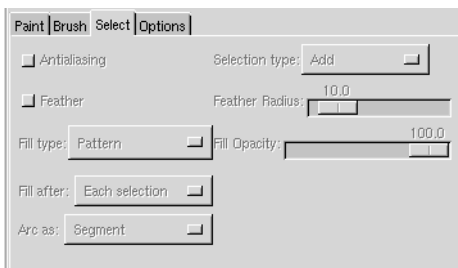 Paint Brush Select Options
Antialiasing Selection type: Add
Feather Feather Radius: 10.0
Fill type: Pattern Fill Opacity: 100.0
Fill after: Each selection
Arc as: Segment